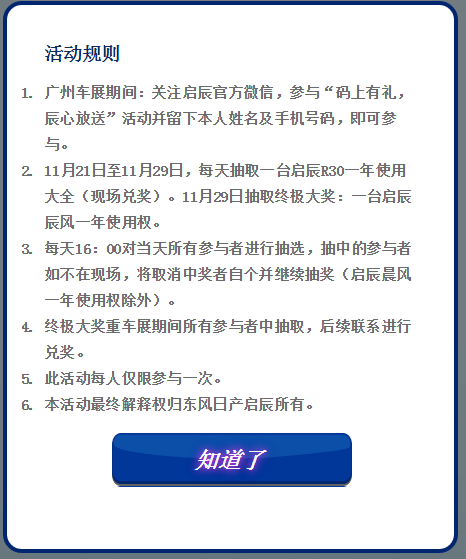 活动规则
1. 广州车展期间：关注启辰官方微信，参与“码上有礼，
辰心放送”活动并留下本人姓名及手机号码，即可参
与。
2. 11月21日至11月29日，每天抽取一台启辰R30一年使用
大全（现场兑奖）。11月29日抽取终极大奖：一台启辰
辰风一年使用权。
3. 每天16：00对当天所有参与者进行抽选，抽中的参与者
如不在现场，将取消中奖者自个并继续抽奖（启辰晨风
一年使用权除外）。
4. 终极大奖重车展期间所有参与者中抽取，后续联系进行
兑奖。
5. 此活动每人仅限参与一次。
6. 本活动最终解释权归东风日产启辰所有。
知道了